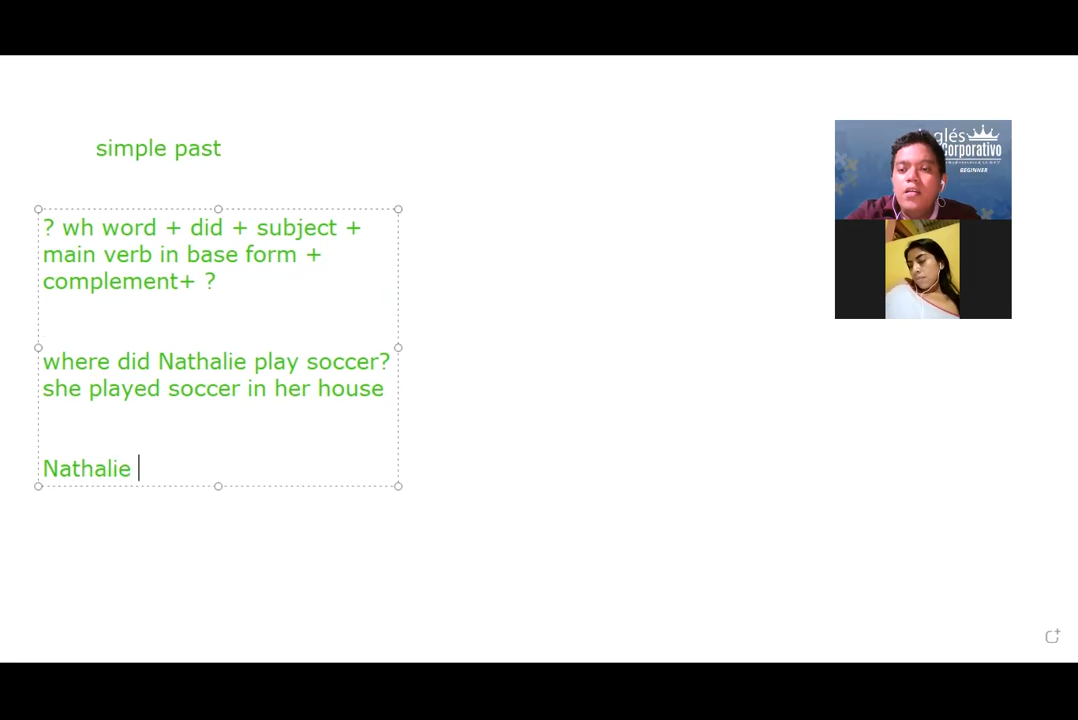 simple past
? wh word + did + subject +
main verb in base form +
complement+ ?
where did Nathalie play soccer?
she played soccer in her house
Nathalie
Corporativo
BEGINNER